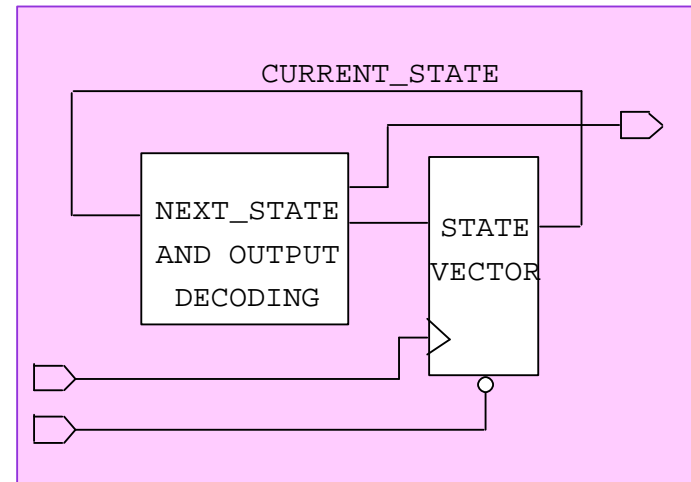 CURRENT_STATE
NEXT_STATE
AND OUTPUT
DECODING
STATE
VECTOR